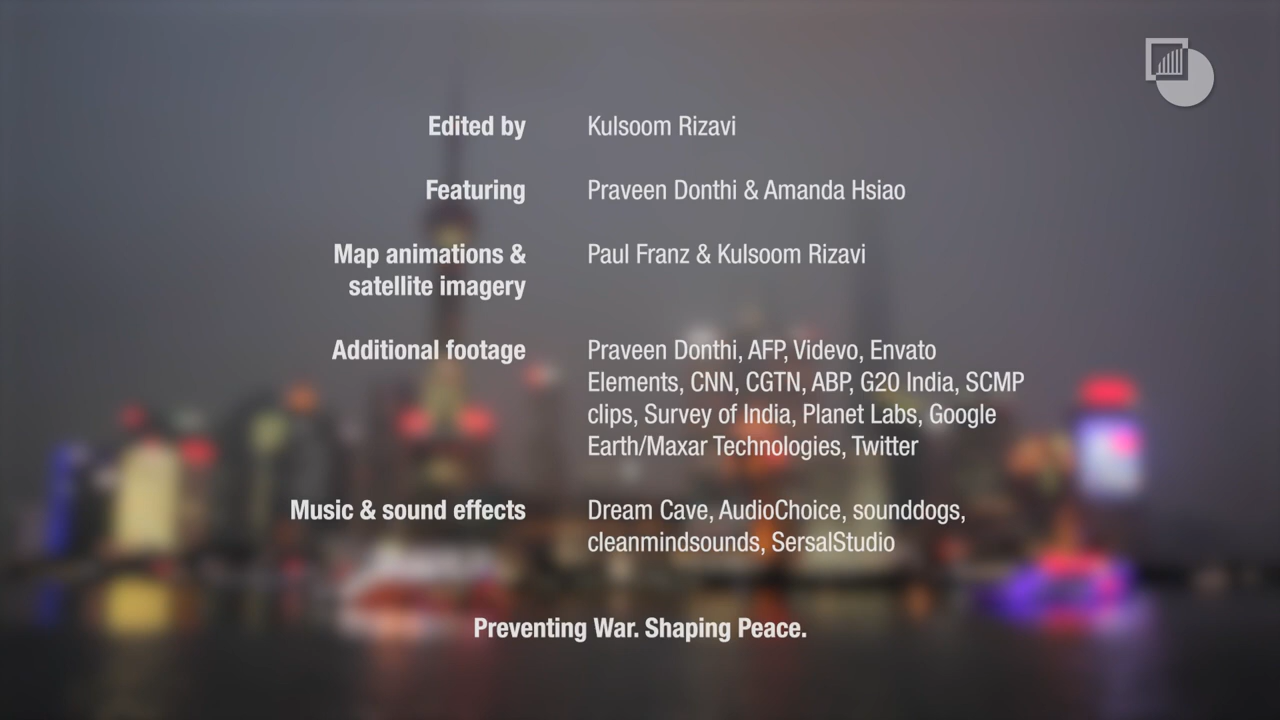 Edited by Kulsoom Rizavi
Featuring Praveen Donthi & Amanda Hsiao
Map animations & Paul Franz & Kulsoom Rizavi
satellite imagery
Additional footage Praveen Donthi, AFP, Videvo, Envato
Elements, CNN, CGTN, ABP, G20 India, SCMP
clips, Survey of India, Planet Labs, Google
Earth/Maxar Technologies, Twitter
Music & sound effects Dream Cave, AudioChoice, sounddogs,
cleanmindsounds, SersalStudio
Preventing War. Shaping Peace.